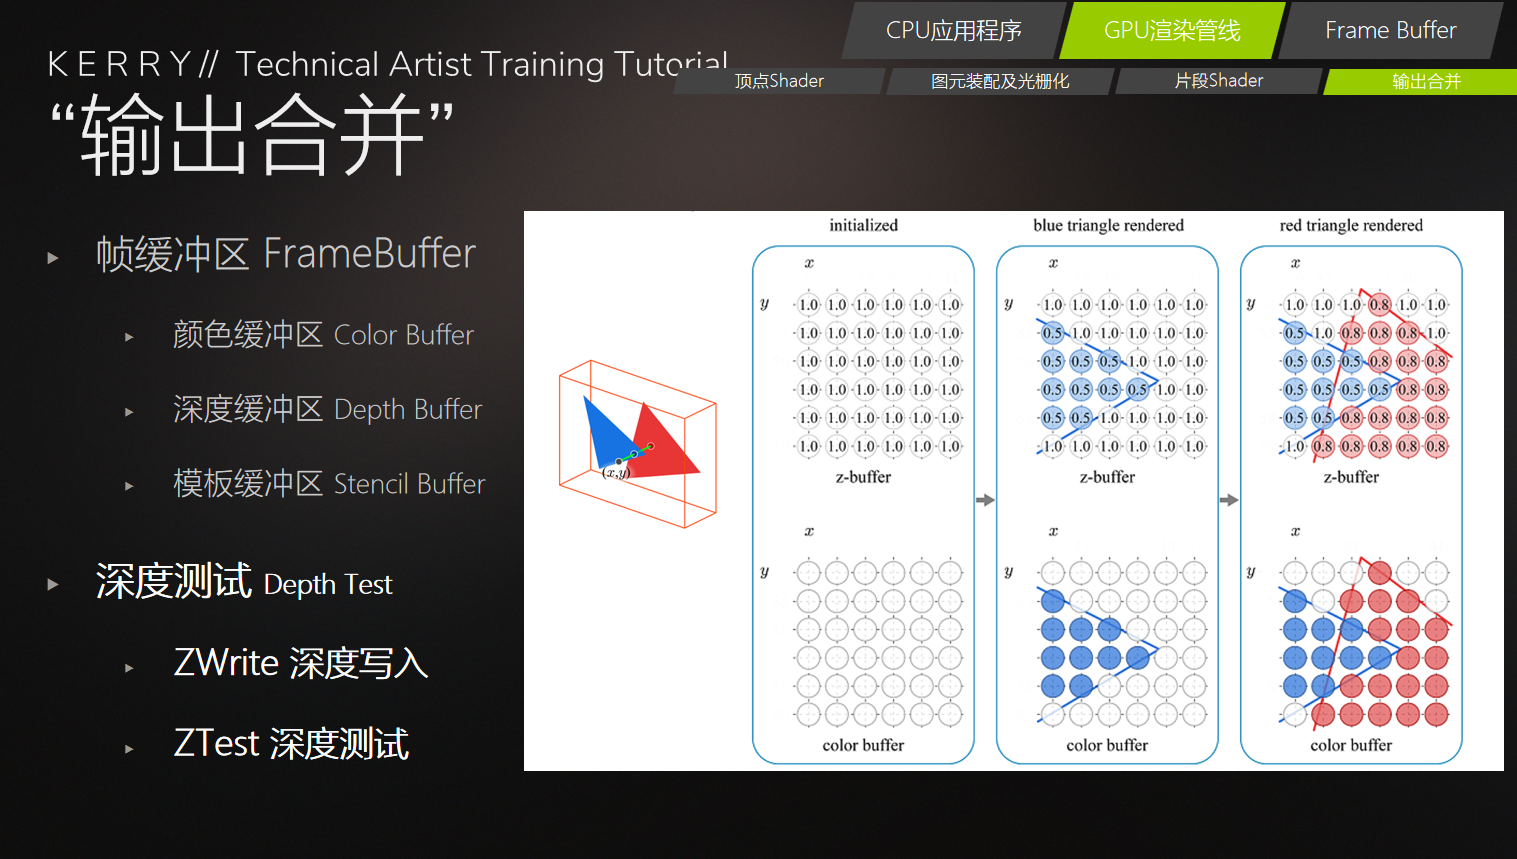 CPU应用程序
GPU渲染管线
Frame Buffer
KERRY// Technical Artist Training Tutorial
顶点Shader
图元装配及光栅化
片段Shader
输出合并
“输出合并”
帧缓冲区 FrameBuffer
颜色缓冲区 Color Buffer
深度缓冲区 Depth Buffer
模板缓冲区 Stencil Buffer
深度测试 Depth Test
ZWrite 深度写入
ZTest 深度测试
(x,y)
initialized
x
y
1.0 1.0 1.0 1.0 1.0 1.0
1.0 1.0 1.0 1.0 1.0 1.0
1.0 1.0 1.0 1.0 1.0 1.0
1.0 1.0 1.0 1.0 1.0 1.0
1.0 1.0 1.0 1.0 1.0 1.0
1.0 1.0 1.0 1.0 1.0 1.0
z-buffer
x
y
color buffer
blue triangle rendered
x
y
1.0 1.0 1.0 1.0 1.0 1.0
0.5 1.0 1.0 1.0 1.0 1.0
0.5 0.5 0.5 1.0 1.0 1.0
0.5 0.5 0.5 0.5 1.0 1.0
0.5 0.5 1.0 1.0 1.0 1.0
1.0 1.0 1.0 1.0 1.0 1.0
z-buffer
x
y
color buffer
red triangle rendered
x
y
1.0 1.0 1.0 0.8 1.0 1.0
0.5 1.0 0.8 0.8 0.8 1.0
0.5 0.5 0.5 0.8 0.8 0.8
0.5 0.5 0.5 0.5 0.8 0.8
0.5 0.5 0.8 0.8 0.8 0.8
1.0 0.8 0.8 0.8 0.8 0.8
z-buffer
x
y
color buffer